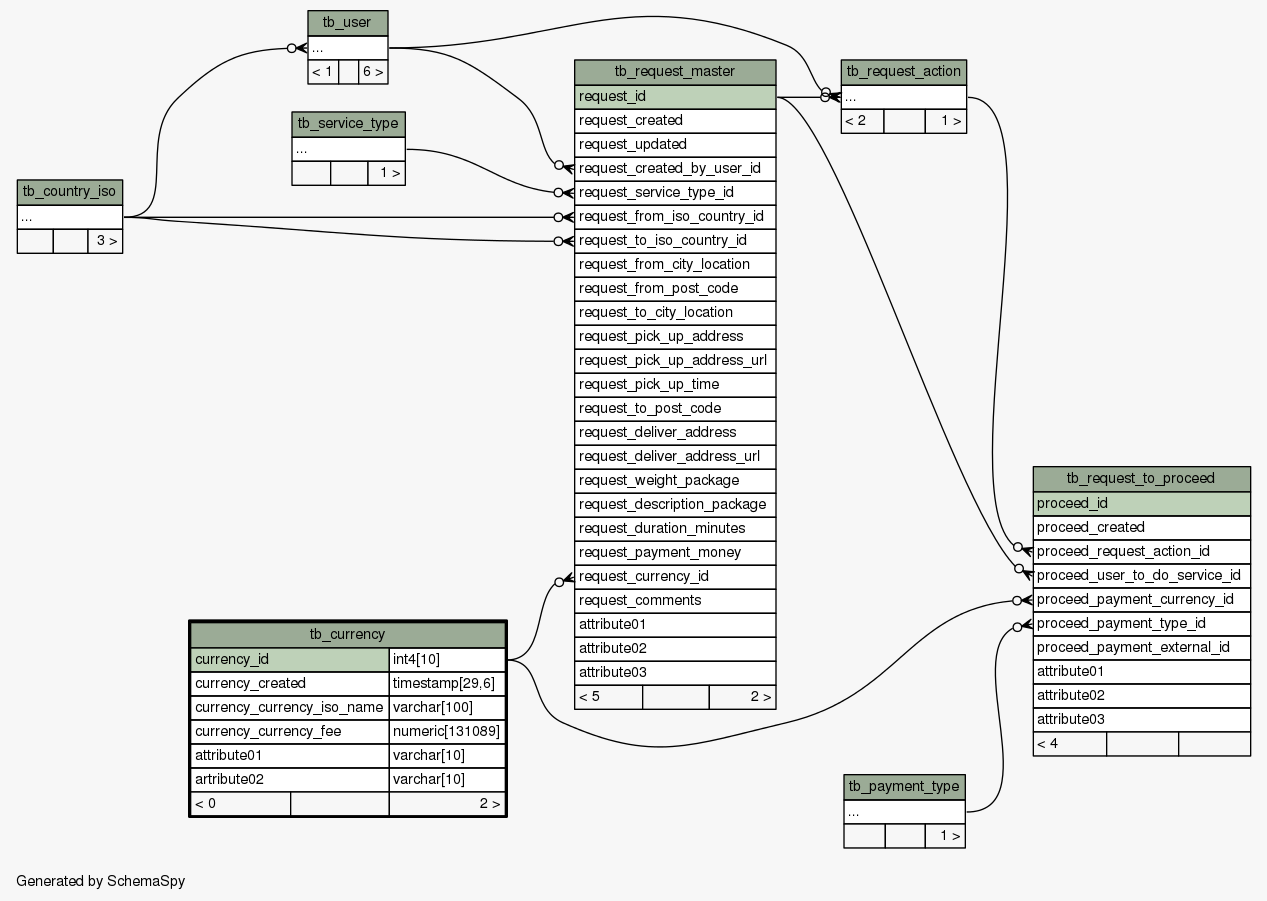 tb_user
...
< 1 6 >
tb_service_type
...
1 >
tb_country_iso
...
3 >
tb_request_master
request_id
request_created
request_updated
request_created_by_user_id
request_service_type_id
request_from_iso_country_id
request_to_iso_country_id
request_from_city_location
request_from_post_code
request_to_city_location
request_pick_up_address
request_pick_up_address_url
request_pick_up_time
request_to_post_code
request_deliver_address
request_deliver_address_url
request_weight_package
request_description_package
request_duration_minutes
request_payment_money
request_currency_id
request_comments
attribute01
attribute02
attribute03
< 5 2 >
tb_request_action
...
< 2 1 >
tb_request_to_proceed
proceed_id
proceed_created
proceed_request_action_id
proceed_user_to_do_service_id
proceed_payment_currency_id
proceed_payment_type_id
proceed_payment_external_id
attribute01
attribute02
attribute03
< 4
tb_currency
currency_id int4[10]
currency_created timestamp[29,6]
currency_currency_iso_name varchar[100]
currency_currency_fee numeric[131089]
attribute01 varchar[10]
artribute02 varchar[10]
< 0 2 >
tb_payment_type
...
1 >
Generated by SchemaSpy